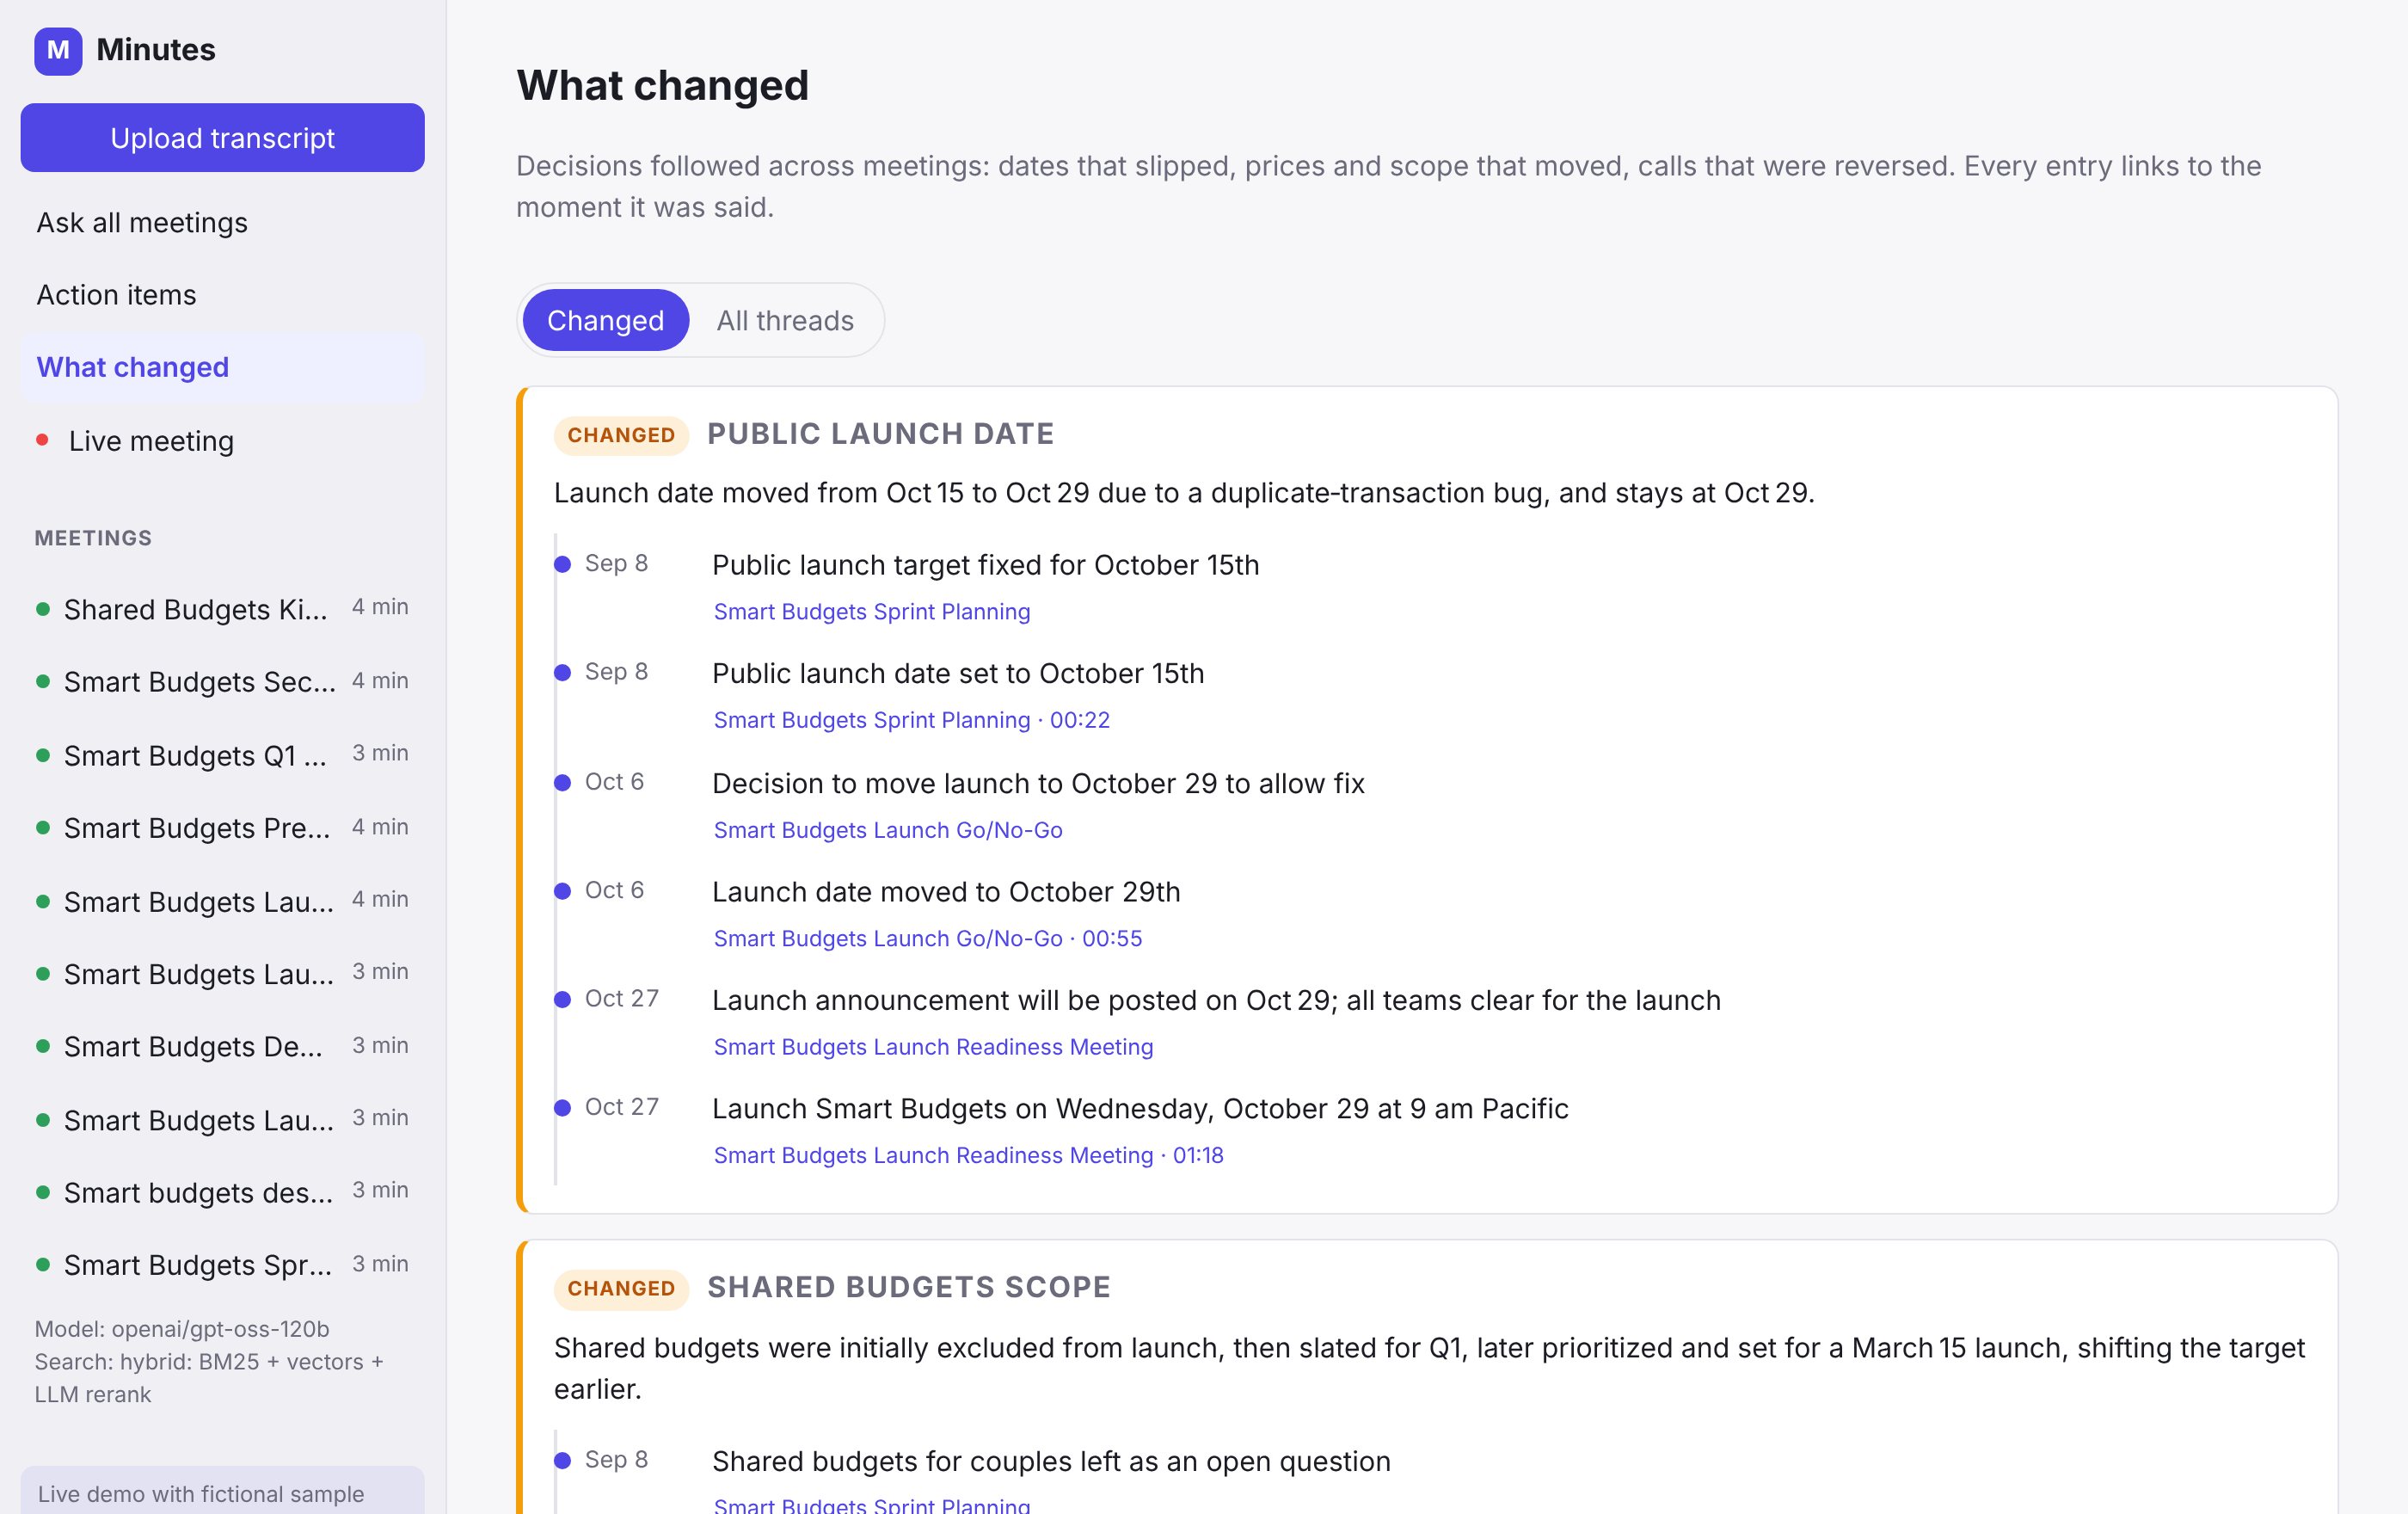 M Minutes
Upload transcript
Ask all meetings
Action items
What changed
Live meeting
MEETINGS
Shared Budgets Ki... 4 min
Smart Budgets Sec... 4 min
Smart Budgets Q1 ... 3 min
Smart Budgets Pre... 4 min
Smart Budgets Lau... 4 min
Smart Budgets Lau... 3 min
Smart Budgets De... 3 min
Smart Budgets Lau... 3 min
Smart budgets des... 3 min
Smart Budgets Spr... 3 min
Model: openai/gpt-oss-120b
Search: hybrid: BM25 + vectors +
LLM rerank
Live demo with fictional sample
What changed
Decisions followed across meetings: dates that slipped, prices and scope that moved, calls that were reversed. Every entry links to the
moment it was said.
Changed All threads
CHANGED PUBLIC LAUNCH DATE
Launch date moved from Oct 15 to Oct 29 due to a duplicate-transaction bug, and stays at Oct 29.
Sep 8 Public launch target fixed for October 15th
Smart Budgets Sprint Planning
Sep 8 Public launch date set to October 15th
Smart Budgets Sprint Planning · 00:22
Oct 6 Decision to move launch to October 29 to allow fix
Smart Budgets Launch Go/No-Go
Oct 6 Launch date moved to October 29th
Smart Budgets Launch Go/No-Go · 00:55
Oct 27 Launch announcement will be posted on Oct 29; all teams clear for the launch
Smart Budgets Launch Readiness Meeting
Oct 27 Launch Smart Budgets on Wednesday, October 29 at 9 am Pacific
Smart Budgets Launch Readiness Meeting · 01:18
CHANGED SHARED BUDGETS SCOPE
Shared budgets were initially excluded from launch, then slated for Q1, later prioritized and set for a March 15 launch, shifting the target
earlier.
Sep 8 Shared budgets for couples left as an open question
Smart Budgets Sprint Planning